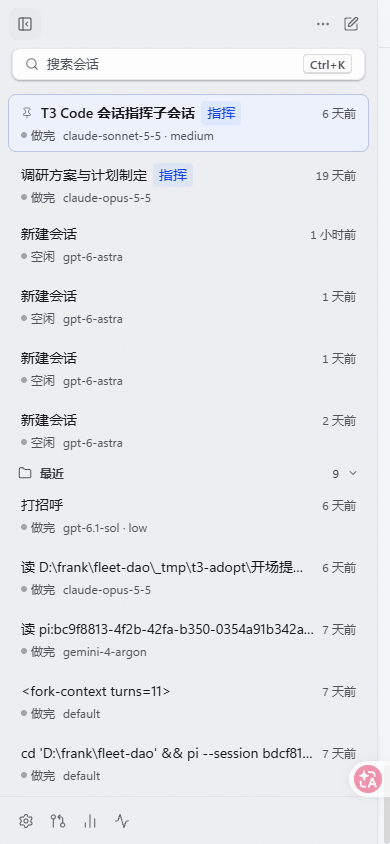 搜索会话 Ctrl+K
T3 Code 会话指挥子会话 指挥 6 天前
做完 claude-sonnet-5-5 · medium
调研方案与计划制定 指挥 19 天前
做完 claude-opus-5-5
新建会话 1 小时前
空闲 gpt-6-astra
新建会话 1 天前
空闲 gpt-6-astra
新建会话 1 天前
空闲 gpt-6-astra
新建会话 2 天前
空闲 gpt-6-astra
最近 9
打招呼 6 天前
做完 gpt-6.1-sol · low
读 D:\frank\fleet-dao\_tmp\t3-adopt\开场提... 6 天前
做完 claude-opus-5-5
读 pi:bc9f8813-4f2b-42fa-b350-0354a91b342a... 7 天前
做完 gemini-4-argon
<fork-context turns=11> 7 天前
做完 default
cd 'D:\frank\fleet-dao' && pi --session bdcf81... 7 天前
做完 default